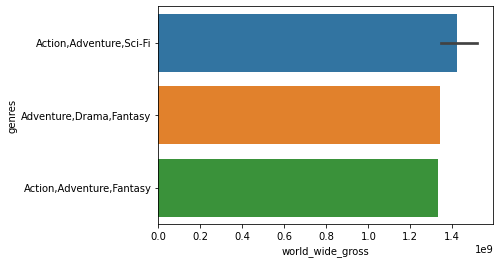 Action,Adventure,Sci-Fi
Adventure,Drama,Fantasy
Action,Adventure,Fantasy
genres
0.0 0.2 0.4 0.6 0.8 1.0 1.2 1.4
1e9
world_wide_gross